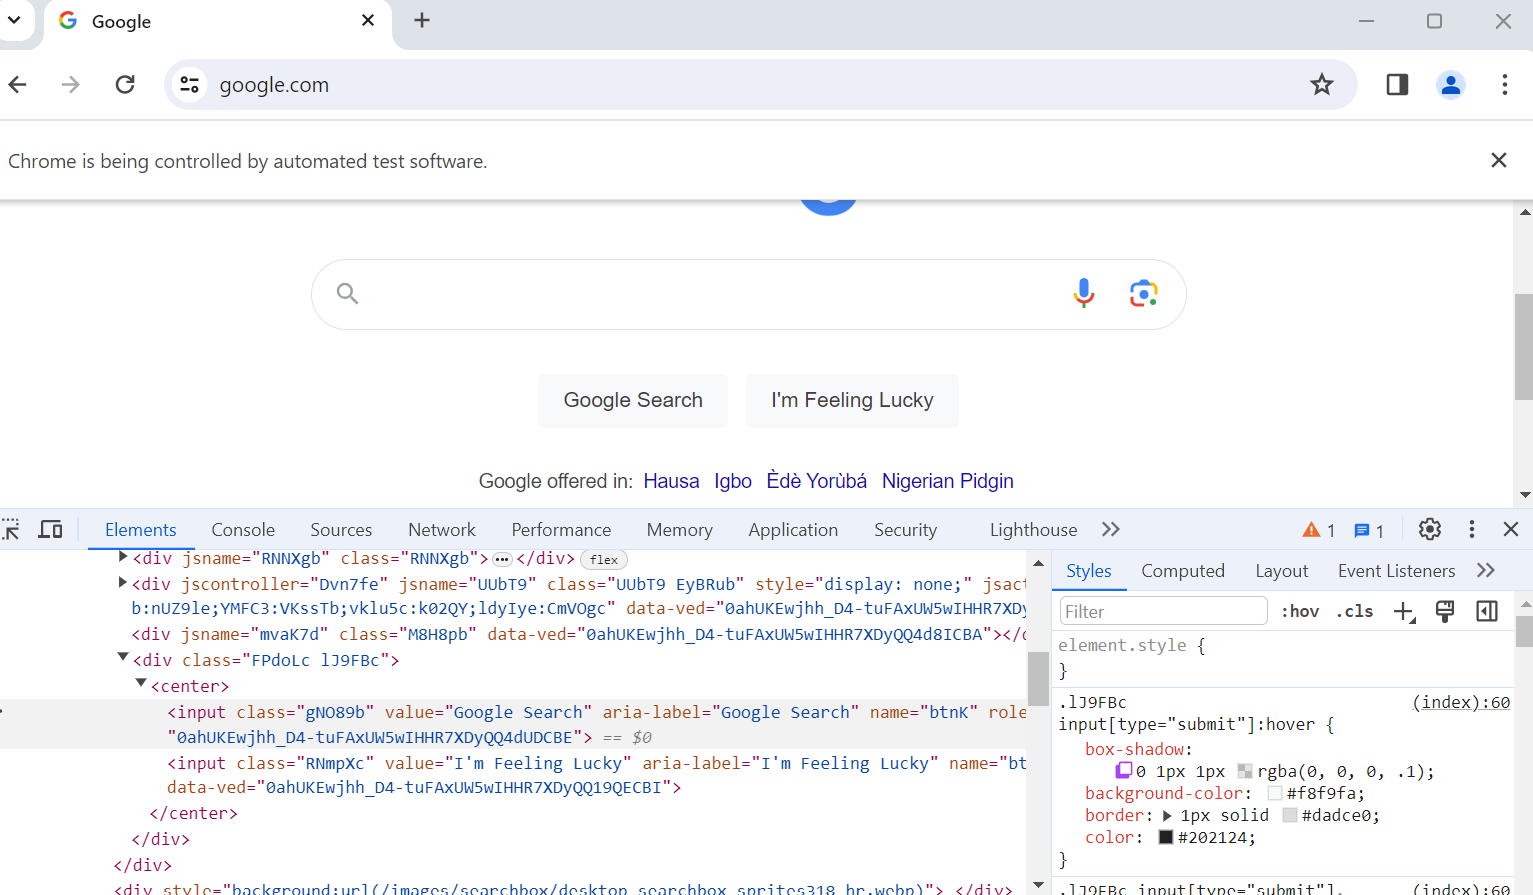 Google
google.com
Chrome is being controlled by automated test software.
Google Search
I'm Feeling Lucky
Google offered in: Hausa Igbo Èdè Yorùbá Nigerian Pidgin
Elements Console Sources Network Performance Memory Application Security Lighthouse 1 1
<div jsname="RNNXgb" class="RNNXgb"> ••• </div> flex
<div jscontroller="Dvn7fe" jsname="UUbT9" class="UUbT9 EyBRub" style="display: none;" jsact
b:nUZ9le;YMFC3:VKssTb;vklu5c:k02QY;ldyIye:CmVOgc" data-ved="0ahUKEwjhh_D4-tuFAxUW5wIHHR7XDy
<div jsname="mvaK7d" class="M8H8pb" data-ved="0ahUKEwjhh_D4-tuFAxUW5wIHHR7XDyQQ4d8ICBA"></d
<div class="FPdoLc lJ9FBc">
<center>
<input class="gNO89b" value="Google Search" aria-label="Google Search" name="btnK" role
"0ahUKEwjhh_D4-tuFAxUW5wIHHR7XDyQQ4dUDCBE"> == $0
<input class="RNmpXc" value="I'm Feeling Lucky" aria-label="I'm Feeling Lucky" name="bt
data-ved="0ahUKEwjhh_D4-tuFAxUW5wIHHR7XDyQQ19QECBI">
</center>
</div>
</div>
<div style="background:url(/images/searchbox/desktop_searchbox_sprites318_hr.webp)"> </div>
Styles Computed Layout Event Listeners
Filter :hov .cls
element.style {
}
.lJ9FBc (index):60
input[type="submit"]:hover {
box-shadow:
0 1px 1px rgba(0, 0, 0, .1);
background-color: #f8f9fa;
border: 1px solid #dadce0;
color: #202124;
}
.lJ9FBc input[type="submit"], (index):60